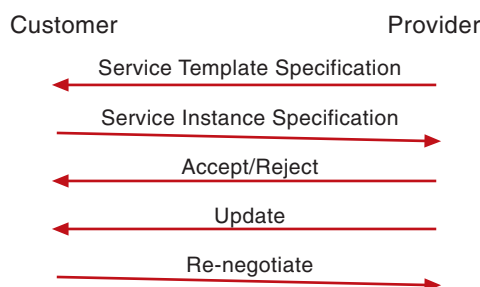 Customer Provider
Service Template Specification
Service Instance Specification
Accept/Reject
Update
Re-negotiate